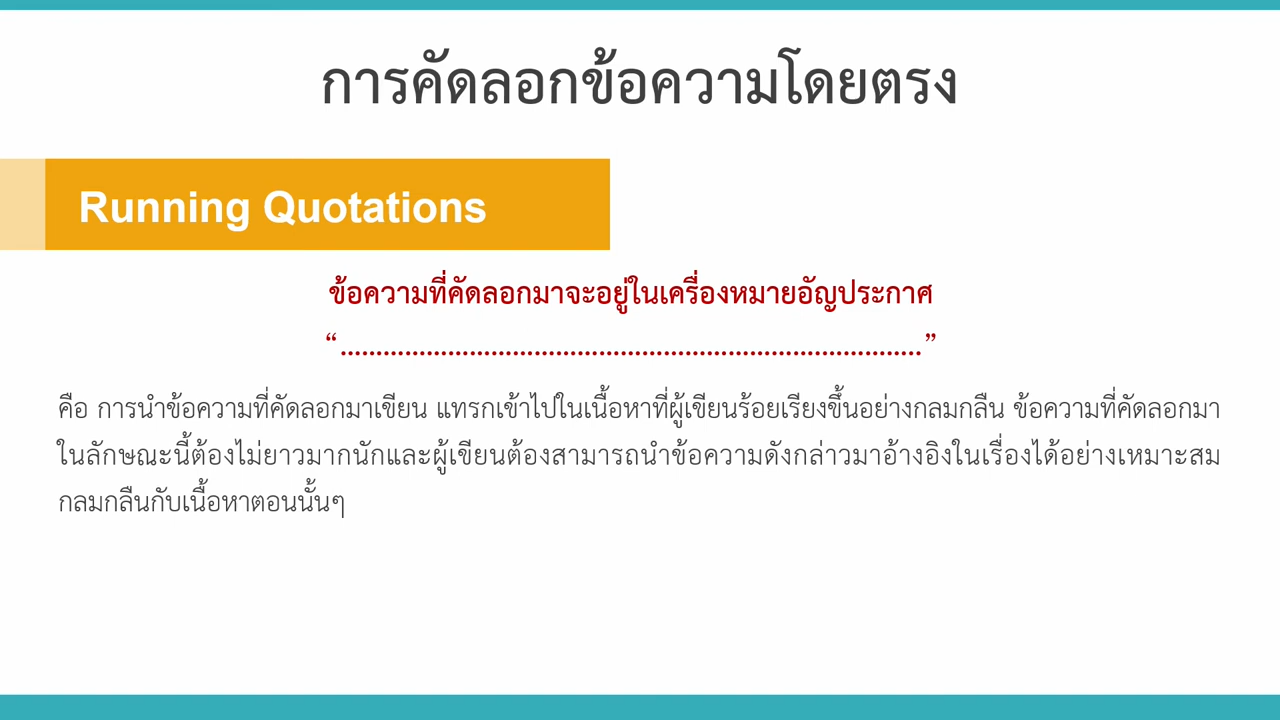 การคัดลอกข้อความโดยตรง
Running Quotations
ข้อความที่คัดลอกมาจะอยู่ในเครื่องหมายอัญประกาศ
“.................................................................................”
คือ การนำข้อความที่คัดลอกมาเขียน แทรกเข้าไปในเนื้อหาที่ผู้เขียนร้อยเรียงขึ้นอย่างกลมกลืน ข้อความที่คัดลอกมา
ในลักษณะนี้ต้องไม่ยาวมากนักและผู้เขียนต้องสามารถนำข้อความดังกล่าวมาอ้างอิงในเรื่องได้อย่างเหมาะสม
กลมกลืนกับเนื้อหาตอนนั้นๆ